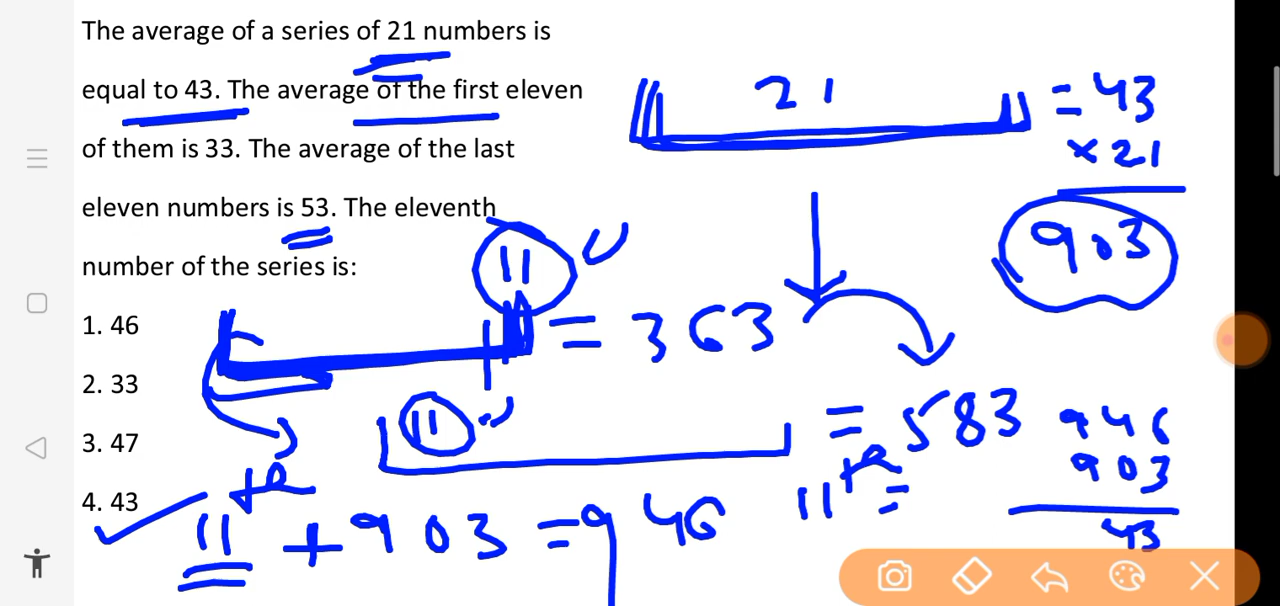 The average of a series of 21 numbers is
equal to 43. The average of the first eleven
of them is 33. The average of the last
eleven numbers is 53. The eleventh
number of the series is:
1. 46
2. 33
3. 47
4. 43
21 = 43
× 21
903
11
= 363
11 = 583
11th + 903 = 946
11th =
946
903
43